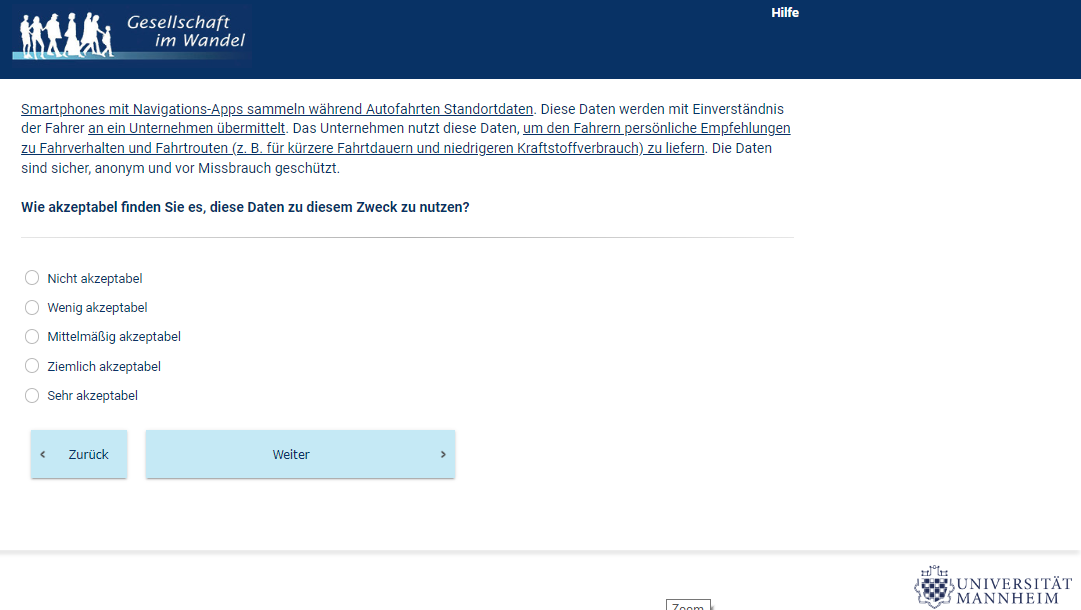 Gesellschaft
im Wandel
Hilfe
Smartphones mit Navigations-Apps sammeln während Autofahrten Standortdaten. Diese Daten werden mit Einverständnis
der Fahrer an ein Unternehmen übermittelt. Das Unternehmen nutzt diese Daten, um den Fahrern persönliche Empfehlungen
zu Fahrverhalten und Fahrtrouten (z. B. für kürzere Fahrtdauern und niedrigeren Kraftstoffverbrauch) zu liefern. Die Daten
sind sicher, anonym und vor Missbrauch geschützt.
Wie akzeptabel finden Sie es, diese Daten zu diesem Zweck zu nutzen?
Nicht akzeptabel
Wenig akzeptabel
Mittelmäßig akzeptabel
Ziemlich akzeptabel
Sehr akzeptabel
‹ Zurück
Weiter ›
UNIVERSITÄT
MANNHEIM
Zoom